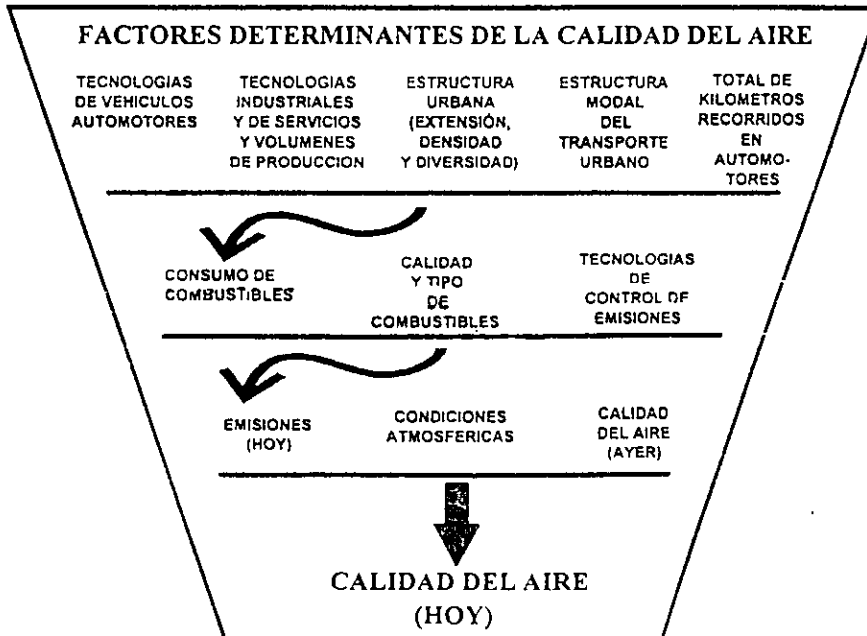 FACTORES DETERMINANTES DE LA CALIDAD DEL AIRE
TECNOLOGIAS
DE VEHICULOS
AUTOMOTORES
TECNOLOGIAS
INDUSTRIALES
Y DE SERVICIOS
Y VOLUMENES
DE PRODUCCION
ESTRUCTURA
URBANA
(EXTENSIÓN,
DENSIDAD
Y DIVERSIDAD)
ESTRUCTURA
MODAL
DEL
TRANSPORTE
URBANO
TOTAL DE
KILOMETROS
RECORRIDOS
EN
AUTOMO-
TORES
CONSUMO DE
COMBUSTIBLES
CALIDAD
Y TIPO
DE
COMBUSTIBLES
TECNOLOGIAS
DE
CONTROL DE
EMISIONES
EMISIONES
(HOY)
CONDICIONES
ATMOSFERICAS
CALIDAD
DEL AIRE
(AYER)
CALIDAD DEL AIRE
(HOY)